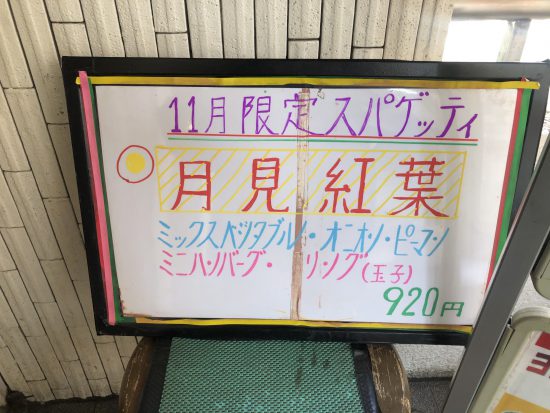 11月限定スパゲッティ
月見紅葉
ミックスベジタブル・オニオン・ピーマン
ミニハンバーグ・リング(玉子)
920円